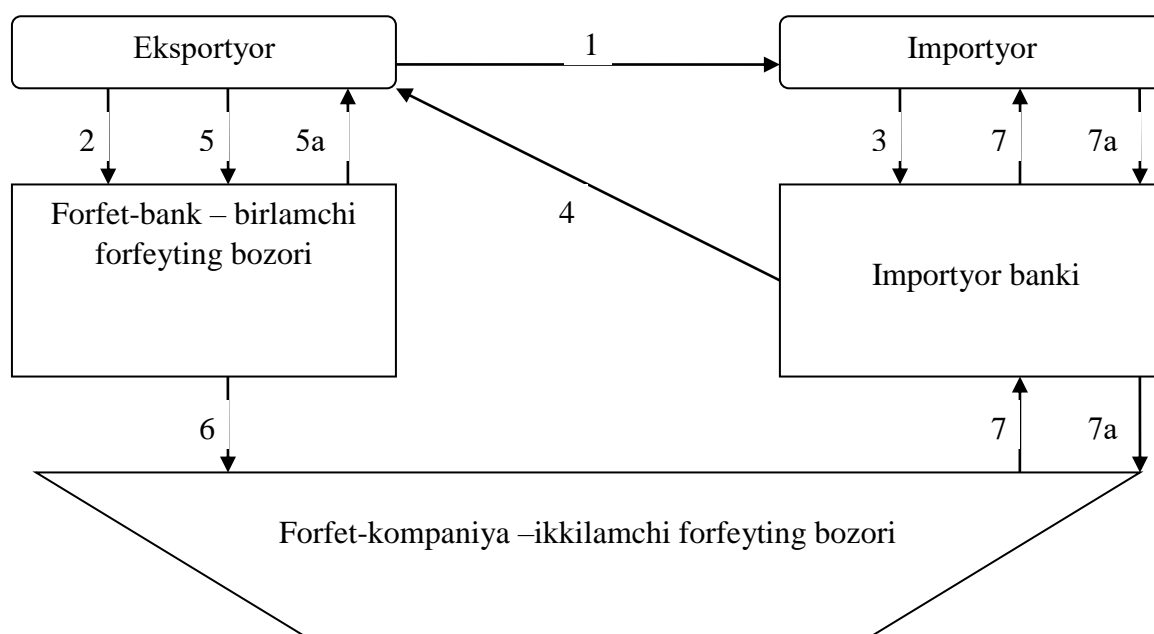 Eksportyor
1
Importyor
2
5
5a
3
7
7a
4
Forfet-bank – birlamchi
forfeyting bozori
Importyor banki
6
7
7a
Forfet-kompaniya –ikkilamchi forfeyting bozori